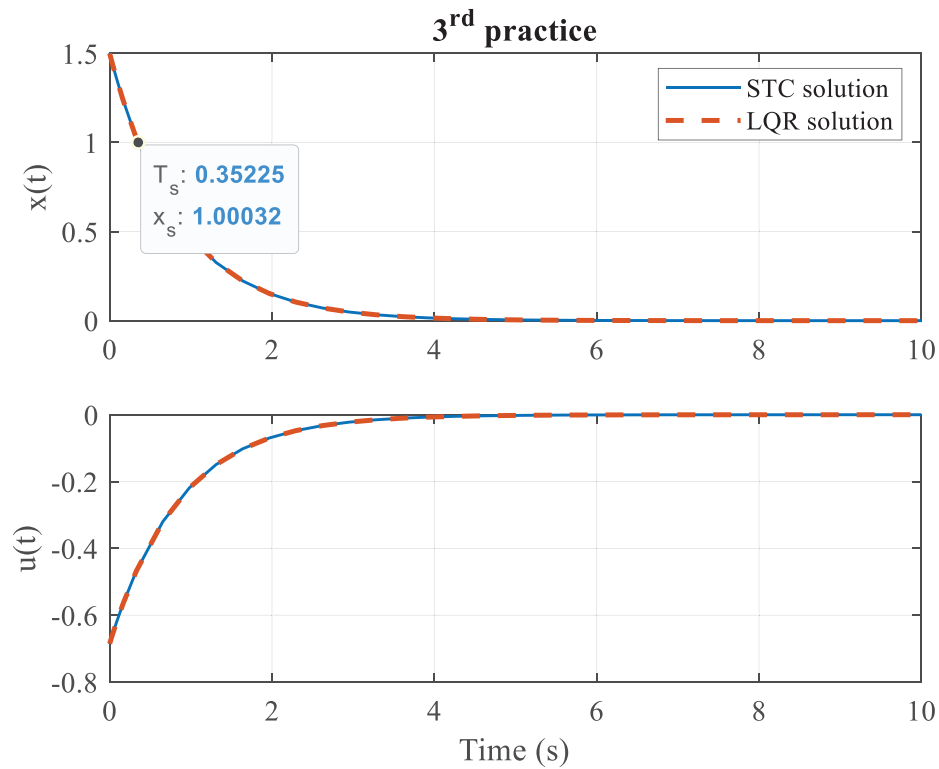 3rd practice
1.5
STC solution
LQR solution
1
Ts: 0.35225
xs: 1.00032
x(t)
0.5
0
0 2 4 6 8 10
0
-0.2
-0.4
u(t)
-0.6
-0.8
0 2 4 6 8 10
Time (s)